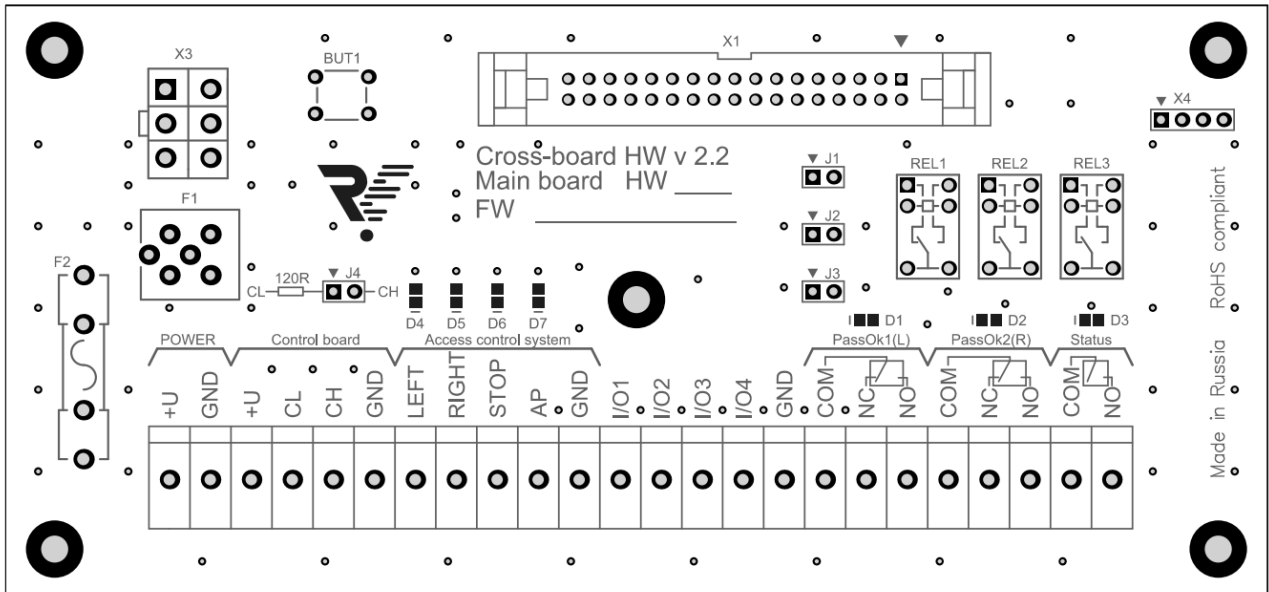 X3
BUT1
X1
X4
Cross-board HW v 2.2
Main board HW ____
FW ____________
J1
J2
J3
REL1
REL2
REL3
F1
F2
CL
120R
J4
CH
D4
D5
D6
D7
D1
D2
D3
POWER
Control board
Access control system
PassOk1(L)
PassOk2(R)
Status
+U
GND
+U
CL
CH
GND
LEFT
RIGHT
STOP
AP
GND
I/O1
I/O2
I/O3
I/O4
GND
COM
NC
NO
COM
NC
NO
COM
NO
Made in Russia RoHS compliant